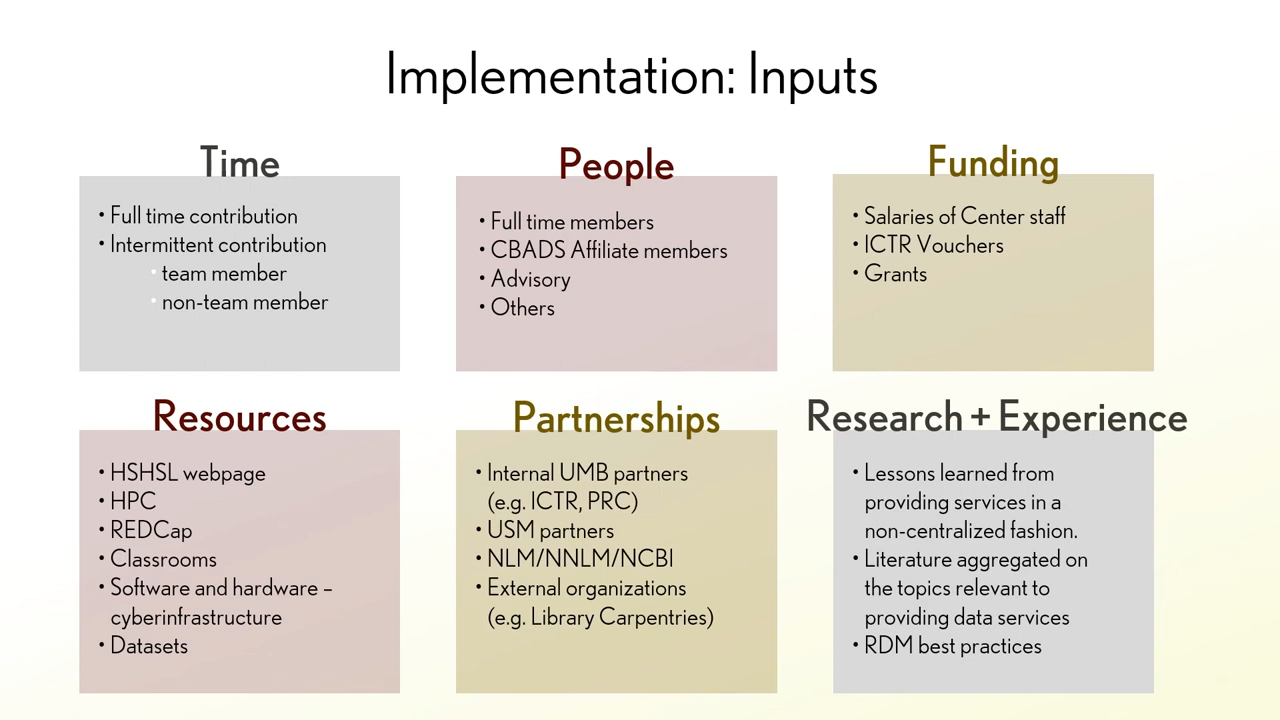 Implementation: Inputs
Time
• Full time contribution
• Intermittent contribution
• team member
• non-team member
People
• Full time members
• CBADS Affiliate members
• Advisory
• Others
Funding
• Salaries of Center staff
• ICTR Vouchers
• Grants
Resources
• HSHSL webpage
• HPC
• REDCap
• Classrooms
• Software and hardware –
cyberinfrastructure
• Datasets
Partnerships
• Internal UMB partners
(e.g. ICTR, PRC)
• USM partners
• NLM/NNLM/NCBI
• External organizations
(e.g. Library Carpentries)
Research + Experience
• Lessons learned from
providing services in a
non-centralized fashion.
• Literature aggregated on
the topics relevant to
providing data services
• RDM best practices